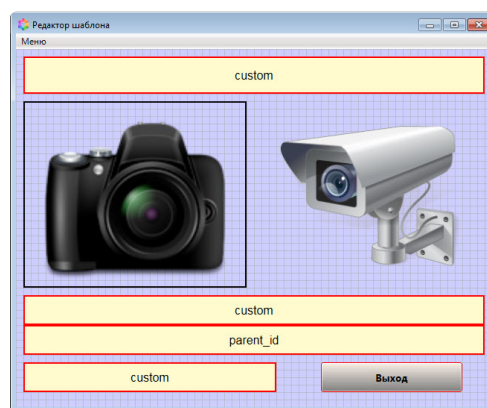 Редактор шаблона
Меню
custom
custom
parent_id
custom
Выход